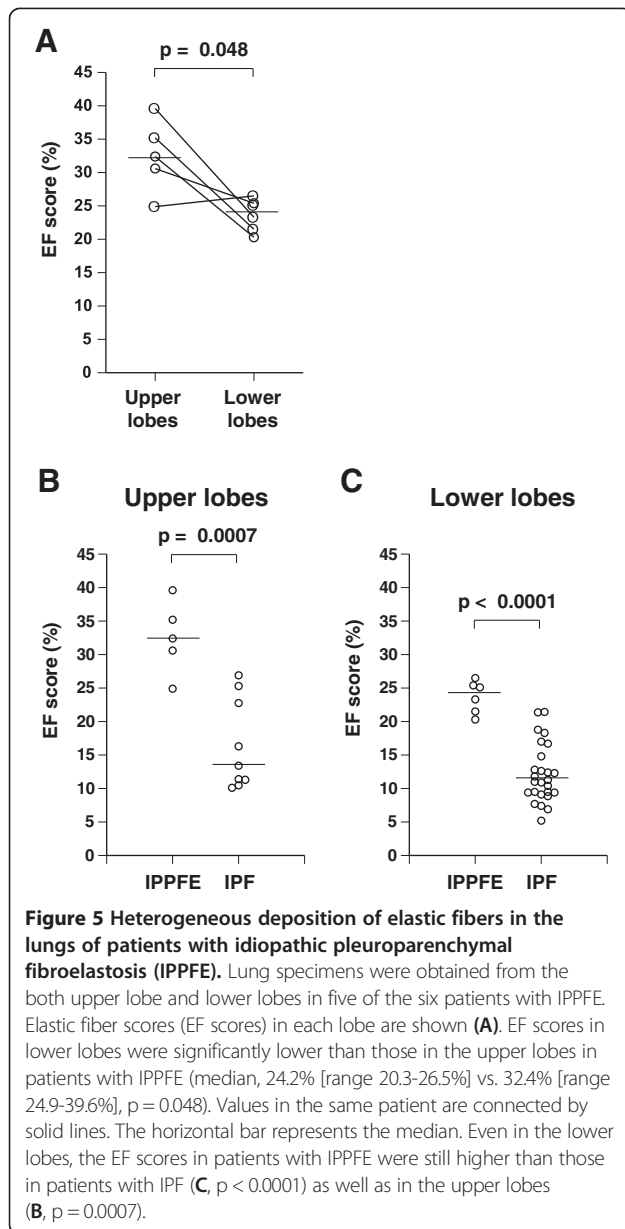 A
p = 0.048
45
40
35
30
25
20
15
10
5
0
EF score (%)
Upper lobes
Lower lobes
B
Upper lobes
p = 0.0007
45
40
35
30
25
20
15
10
5
0
EF score (%)
IPPFE
IPF
C
Lower lobes
p < 0.0001
45
40
35
30
25
20
15
10
5
0
EF score (%)
IPPFE
IPF
Figure 5 Heterogeneous deposition of elastic fibers in the
lungs of patients with idiopathic pleuroparenchymal
fibroelastosis (IPPFE). Lung specimens were obtained from the
both upper lobe and lower lobes in five of the six patients with IPPFE.
Elastic fiber scores (EF scores) in each lobe are shown (A). EF scores in
lower lobes were significantly lower than those in the upper lobes in
patients with IPPFE (median, 24.2% [range 20.3-26.5%] vs. 32.4% [range
24.9-39.6%], p = 0.048). Values in the same patient are connected by
solid lines. The horizontal bar represents the median. Even in the lower
lobes, the EF scores in patients with IPPFE were still higher than those
in patients with IPF (C, p < 0.0001) as well as in the upper lobes
(B, p = 0.0007).